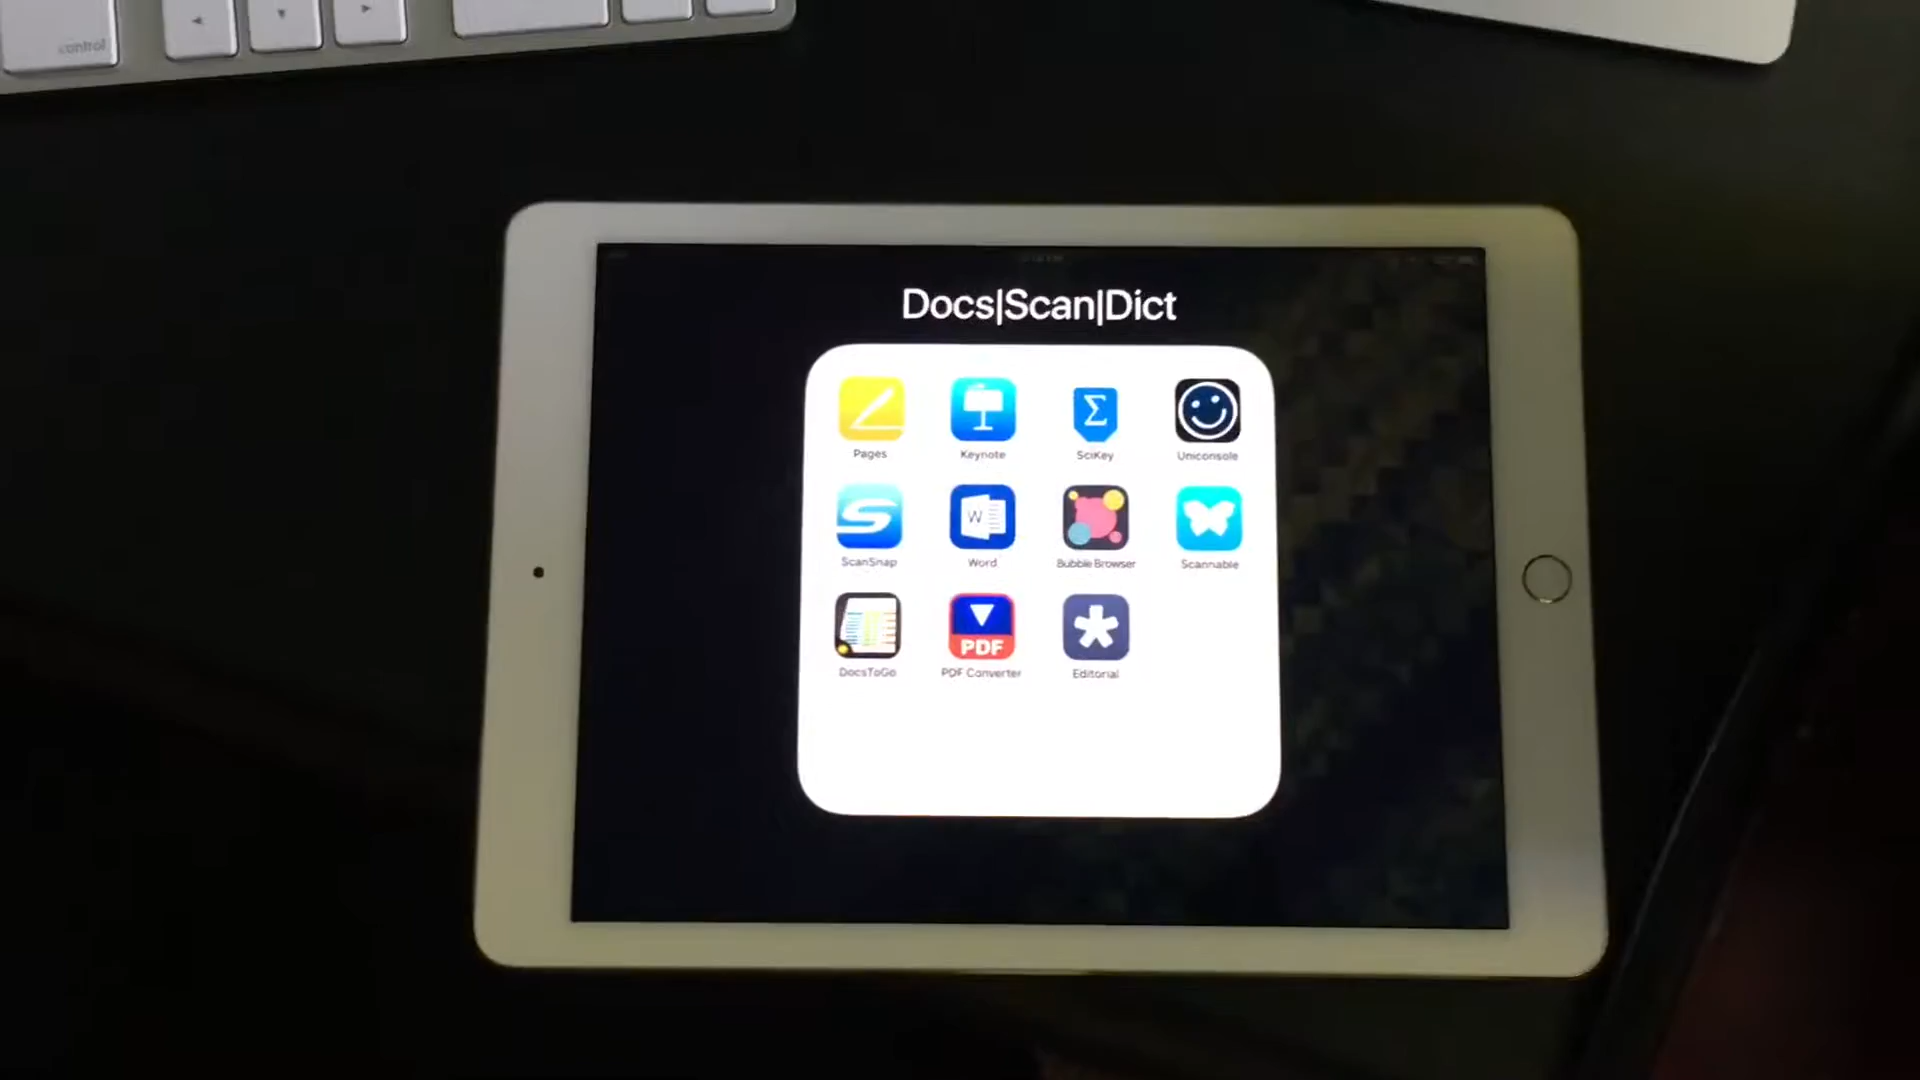 control
Docs|Scan|Dict
Pages Keynote SciKey Uniconsole
W
ScanSnap Word Bubble Browser Scannable
PDF
DocsToGo PDF Converter Editorial